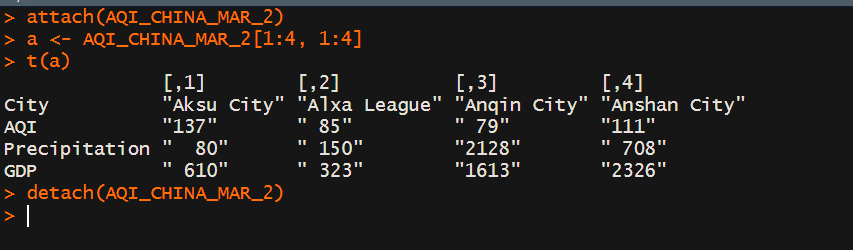 > attach(AQI_CHINA_MAR_2)
> a <- AQI_CHINA_MAR_2[1:4, 1:4]
> t(a)
              [,1]        [,2]          [,3]         [,4]
City          "Aksu City" "Alxa League" "Anqin City" "Anshan City"
AQI           "137"       " 85"         " 79"        "111"
Precipitation "  80"      " 150"        "2128"       " 708"
GDP           " 610"      " 323"        "1613"       "2326"
> detach(AQI_CHINA_MAR_2)
>